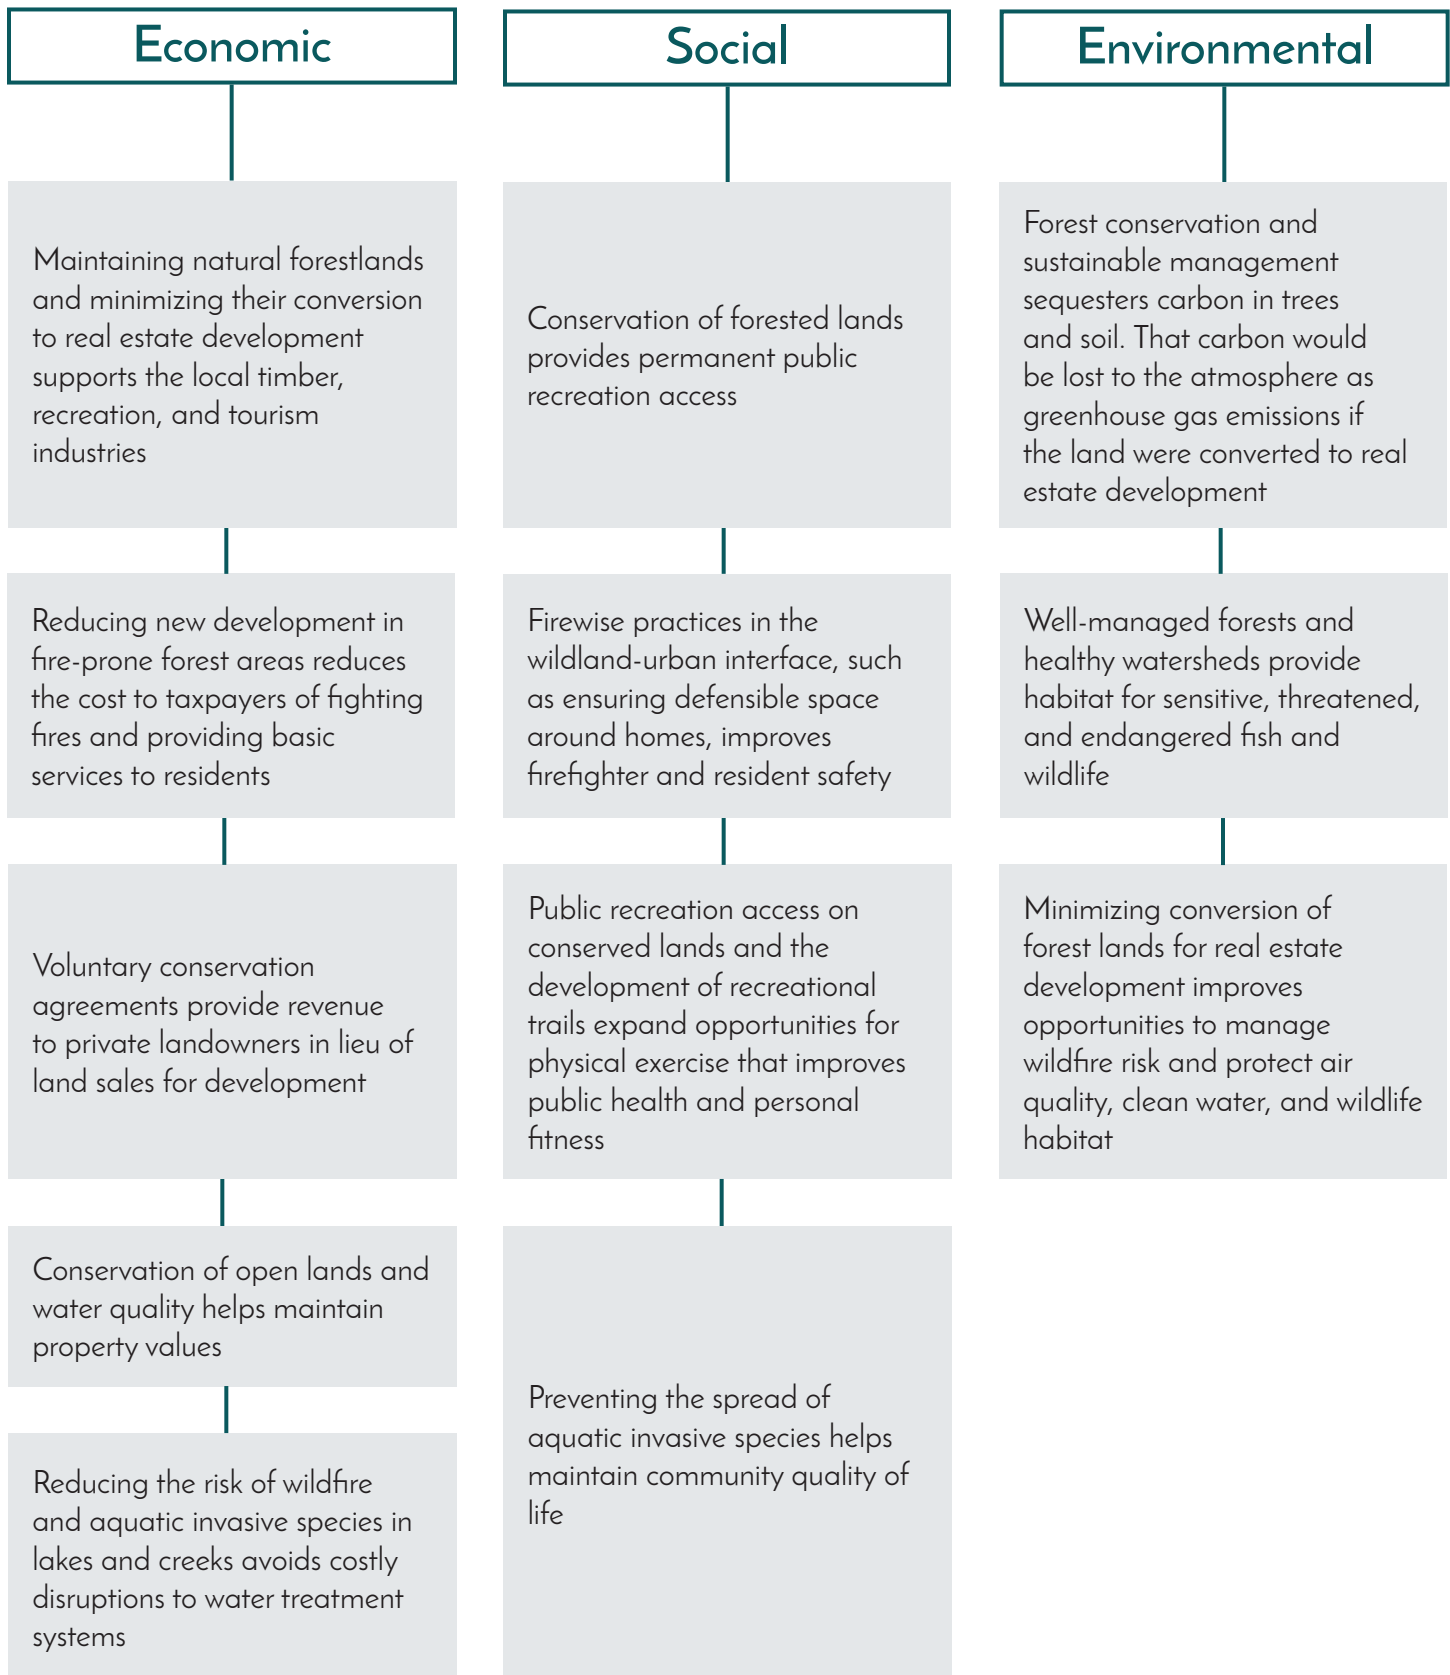 Economic
Maintaining natural forestlands
and minimizing their conversion
to real estate development
supports the local timber,
recreation, and tourism
industries
Reducing new development in
fire-prone forest areas reduces
the cost to taxpayers of fighting
fires and providing basic
services to residents
Voluntary conservation
agreements provide revenue
to private landowners in lieu of
land sales for development
Conservation of open lands and
water quality helps maintain
property values
Reducing the risk of wildfire
and aquatic invasive species in
lakes and creeks avoids costly
disruptions to water treatment
systems
Social
Conservation of forested lands
provides permanent public
recreation access
Firewise practices in the
wildland-urban interface, such
as ensuring defensible space
around homes, improves
firefighter and resident safety
Public recreation access on
conserved lands and the
development of recreational
trails expand opportunities for
physical exercise that improves
public health and personal
fitness
Preventing the spread of
aquatic invasive species helps
maintain community quality of
life
Environmental
Forest conservation and
sustainable management
sequesters carbon in trees
and soil. That carbon would
be lost to the atmosphere as
greenhouse gas emissions if
the land were converted to real
estate development
Well-managed forests and
healthy watersheds provide
habitat for sensitive, threatened,
and endangered fish and
wildlife
Minimizing conversion of
forest lands for real estate
development improves
opportunities to manage
wildfire risk and protect air
quality, clean water, and wildlife
habitat